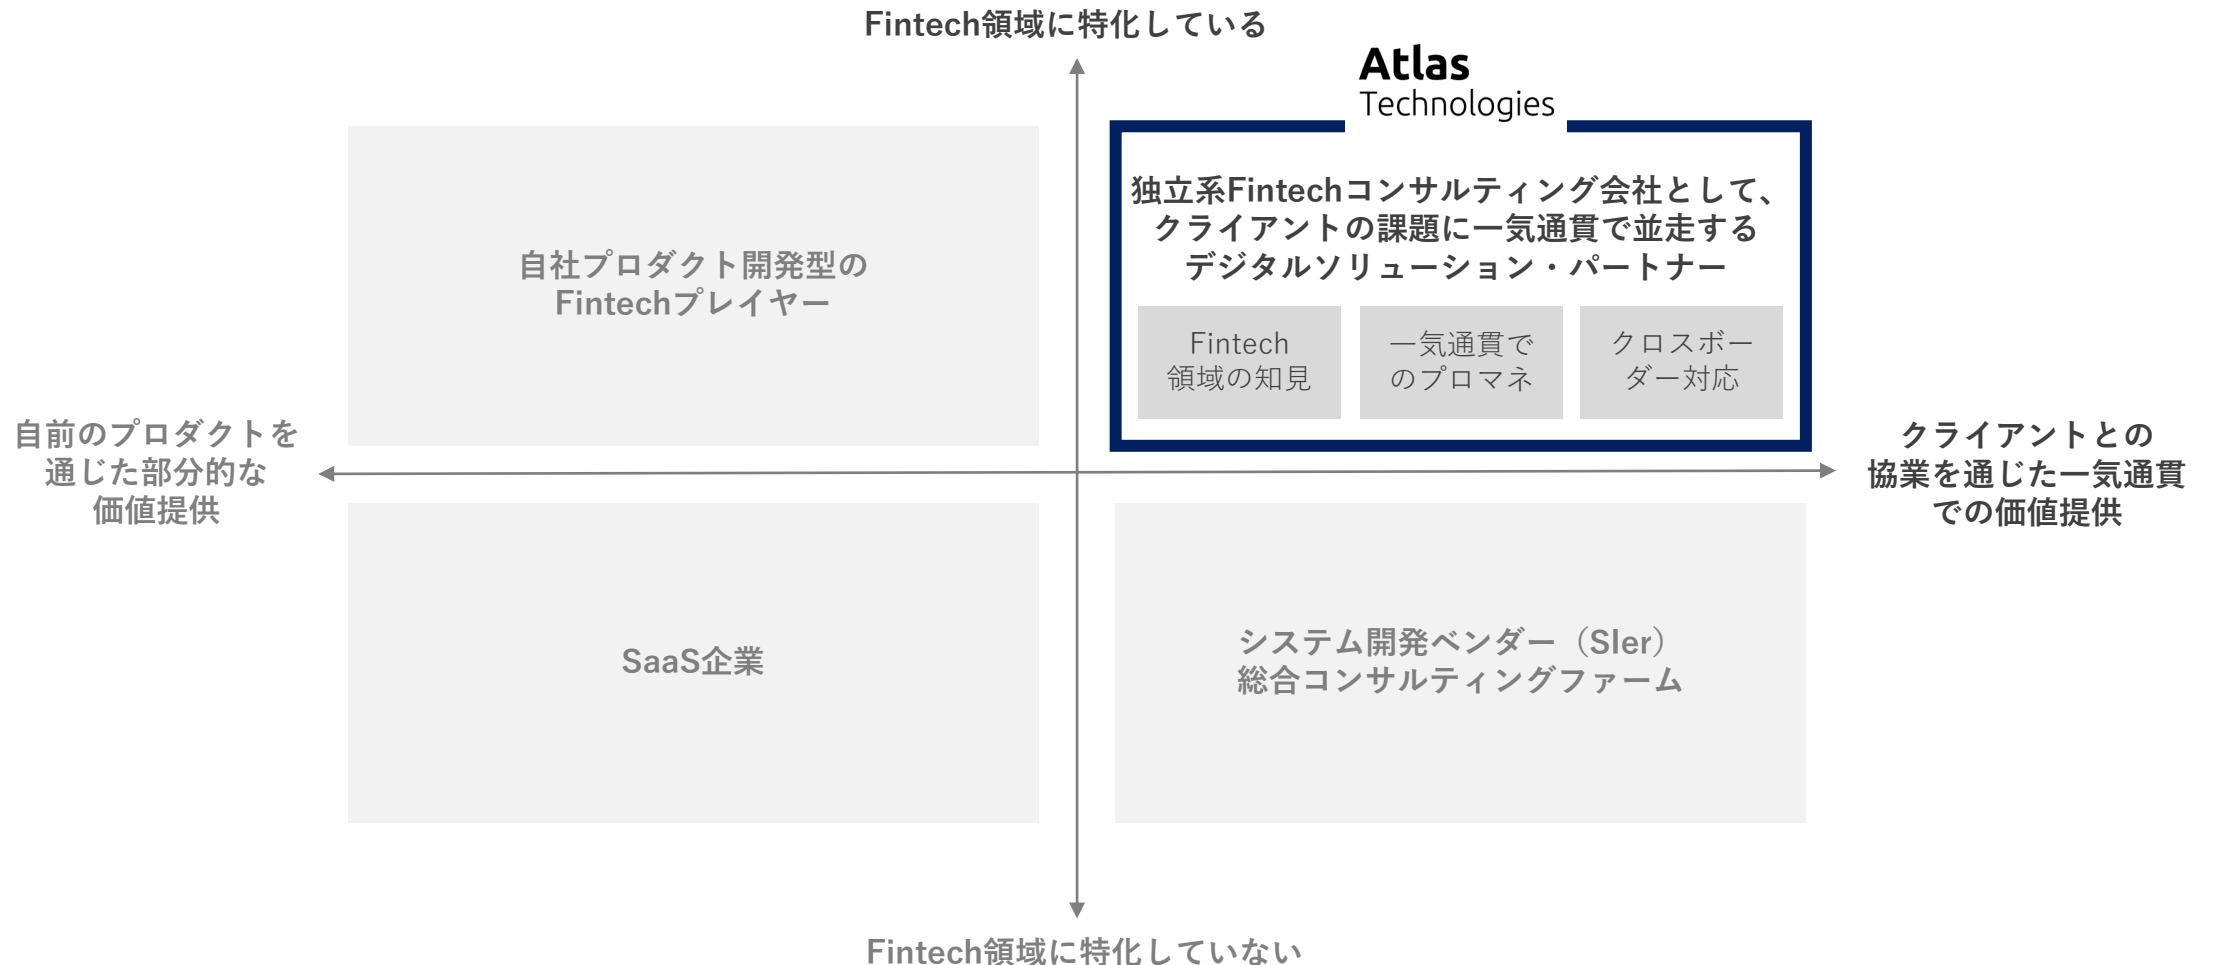 Fintech領域に特化している
Atlas
Technologies
独立系Fintechコンサルティング会社として、
クライアントの課題に一気通貫で並走する
デジタルソリューション・パートナー
Fintech
領域の知見
一気通貫で
のプロマネ
クロスボー
ダー対応
自社プロダクト開発型の
Fintechプレイヤー
自前のプロダクトを
通じた部分的な
価値提供
クライアントとの
協業を通じた一気通貫
での価値提供
SaaS企業
システム開発ベンダー（SIer）
総合コンサルティングファーム
Fintech領域に特化していない